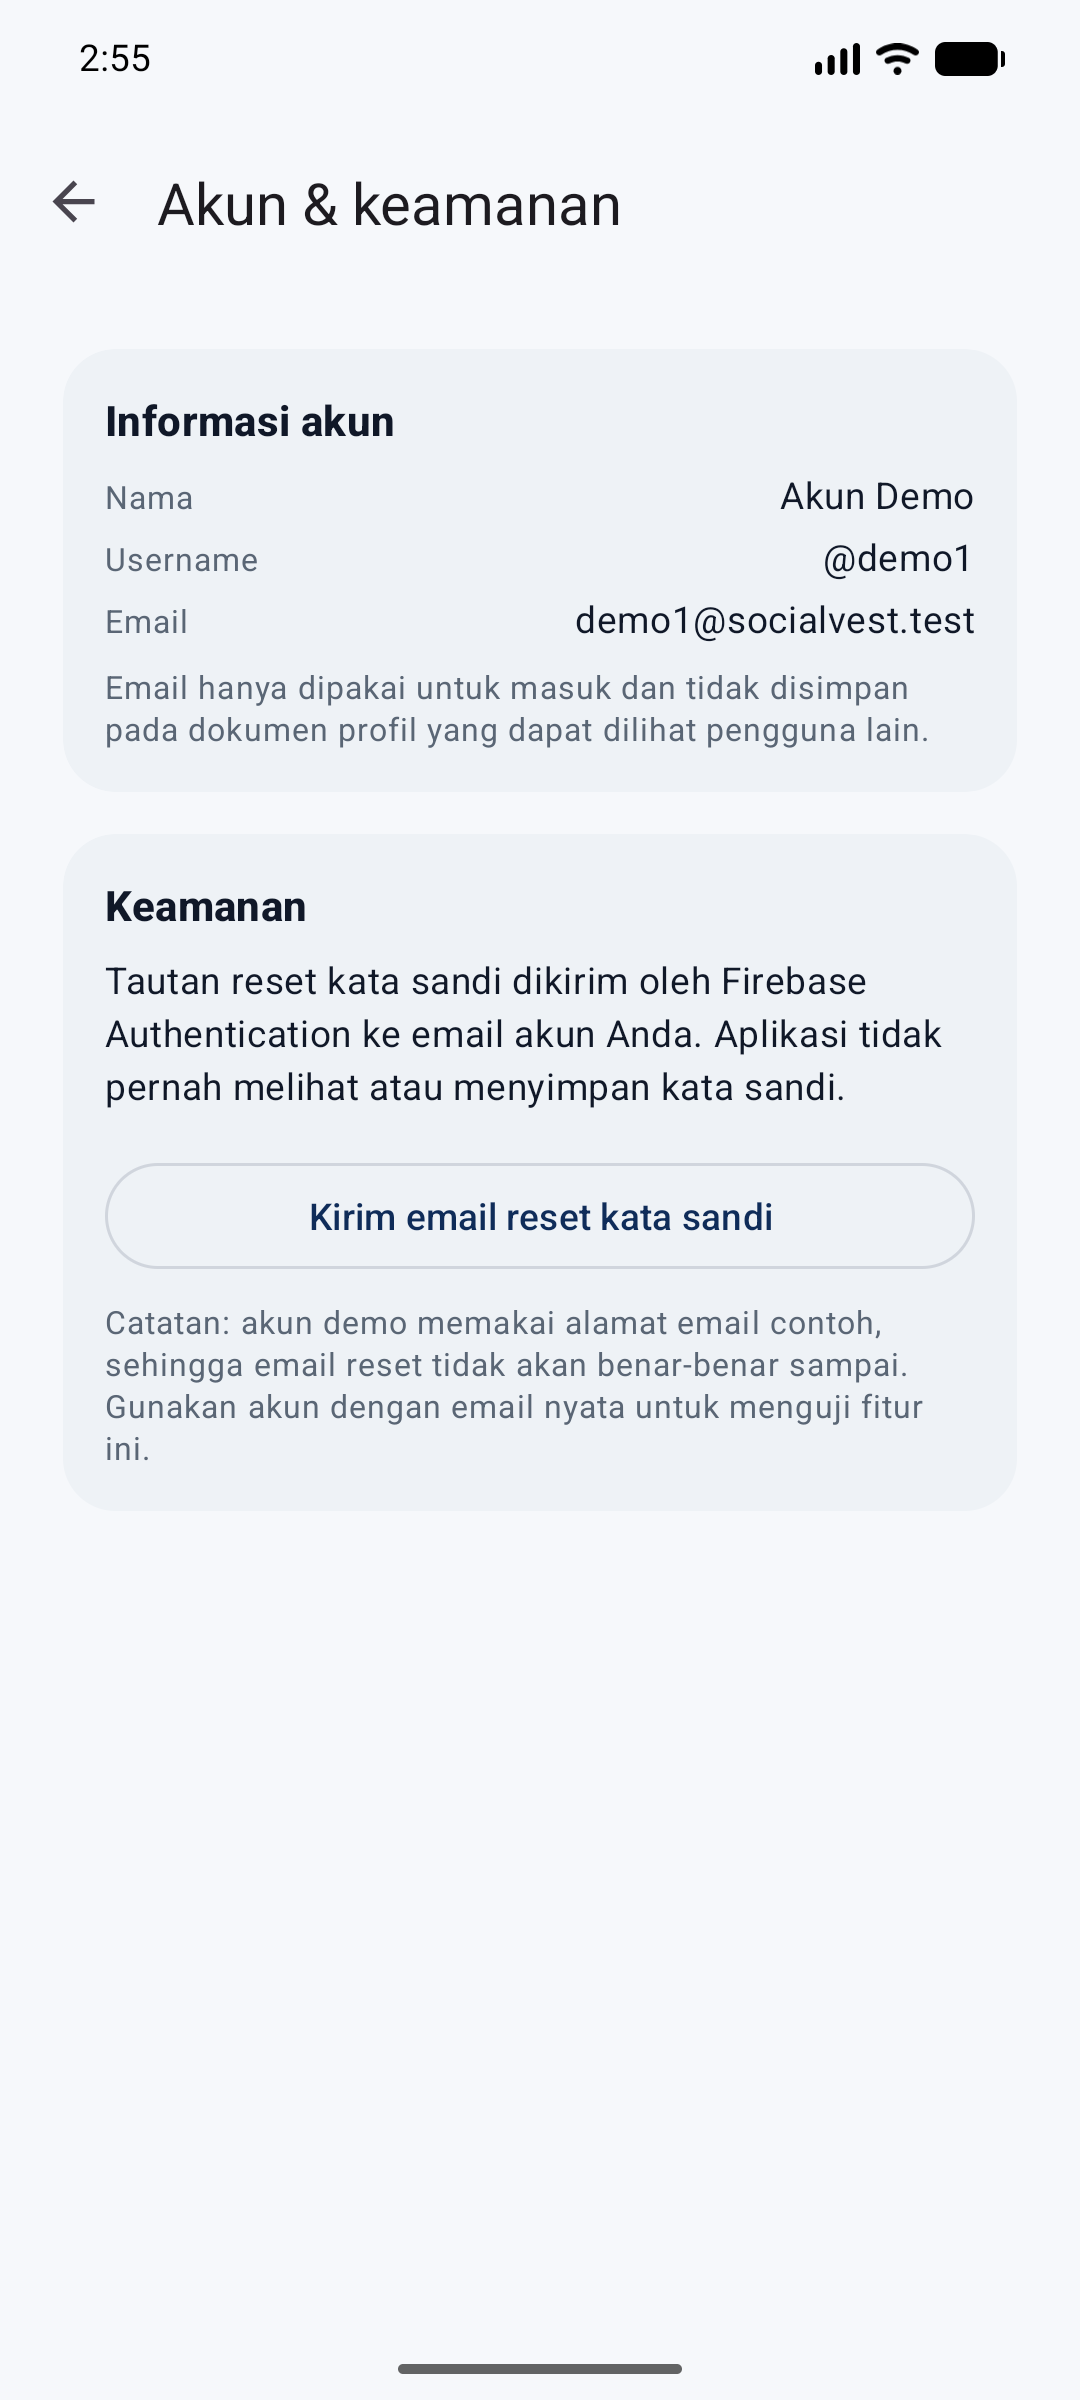 2:55
Akun & keamanan
Informasi akun
Nama Akun Demo
Username @demo1
Email demo1@socialvest.test
Email hanya dipakai untuk masuk dan tidak disimpan
pada dokumen profil yang dapat dilihat pengguna lain.
Keamanan
Tautan reset kata sandi dikirim oleh Firebase
Authentication ke email akun Anda. Aplikasi tidak
pernah melihat atau menyimpan kata sandi.
Kirim email reset kata sandi
Catatan: akun demo memakai alamat email contoh,
sehingga email reset tidak akan benar-benar sampai.
Gunakan akun dengan email nyata untuk menguji fitur
ini.